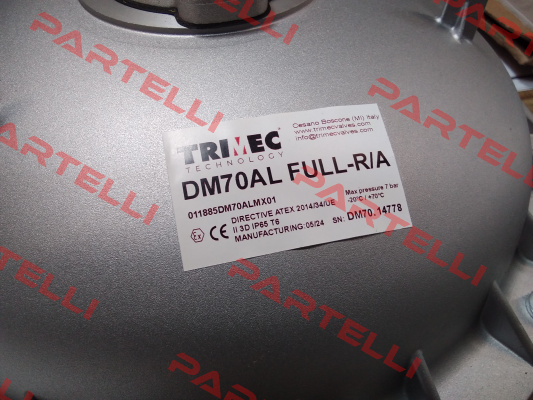 TRIMEC
TECHNOLOGY
Cesano Boscone (MI) Italy
www.trimecvalves.com
info@trimecvalves.com
DM70AL FULL-R/A
011885DM70ALMX01
Max pressure 7 bar
-20°C / +70°C
DIRECTIVE ATEX 2014/34/UE
Ex CE II 3D IP65 T6
MANUFACTURING:05/24
SN: DM70.14778
PARTELLI
PARTELLI
PARTELLI
PARTELLI
PARTELLI
PARTELLI